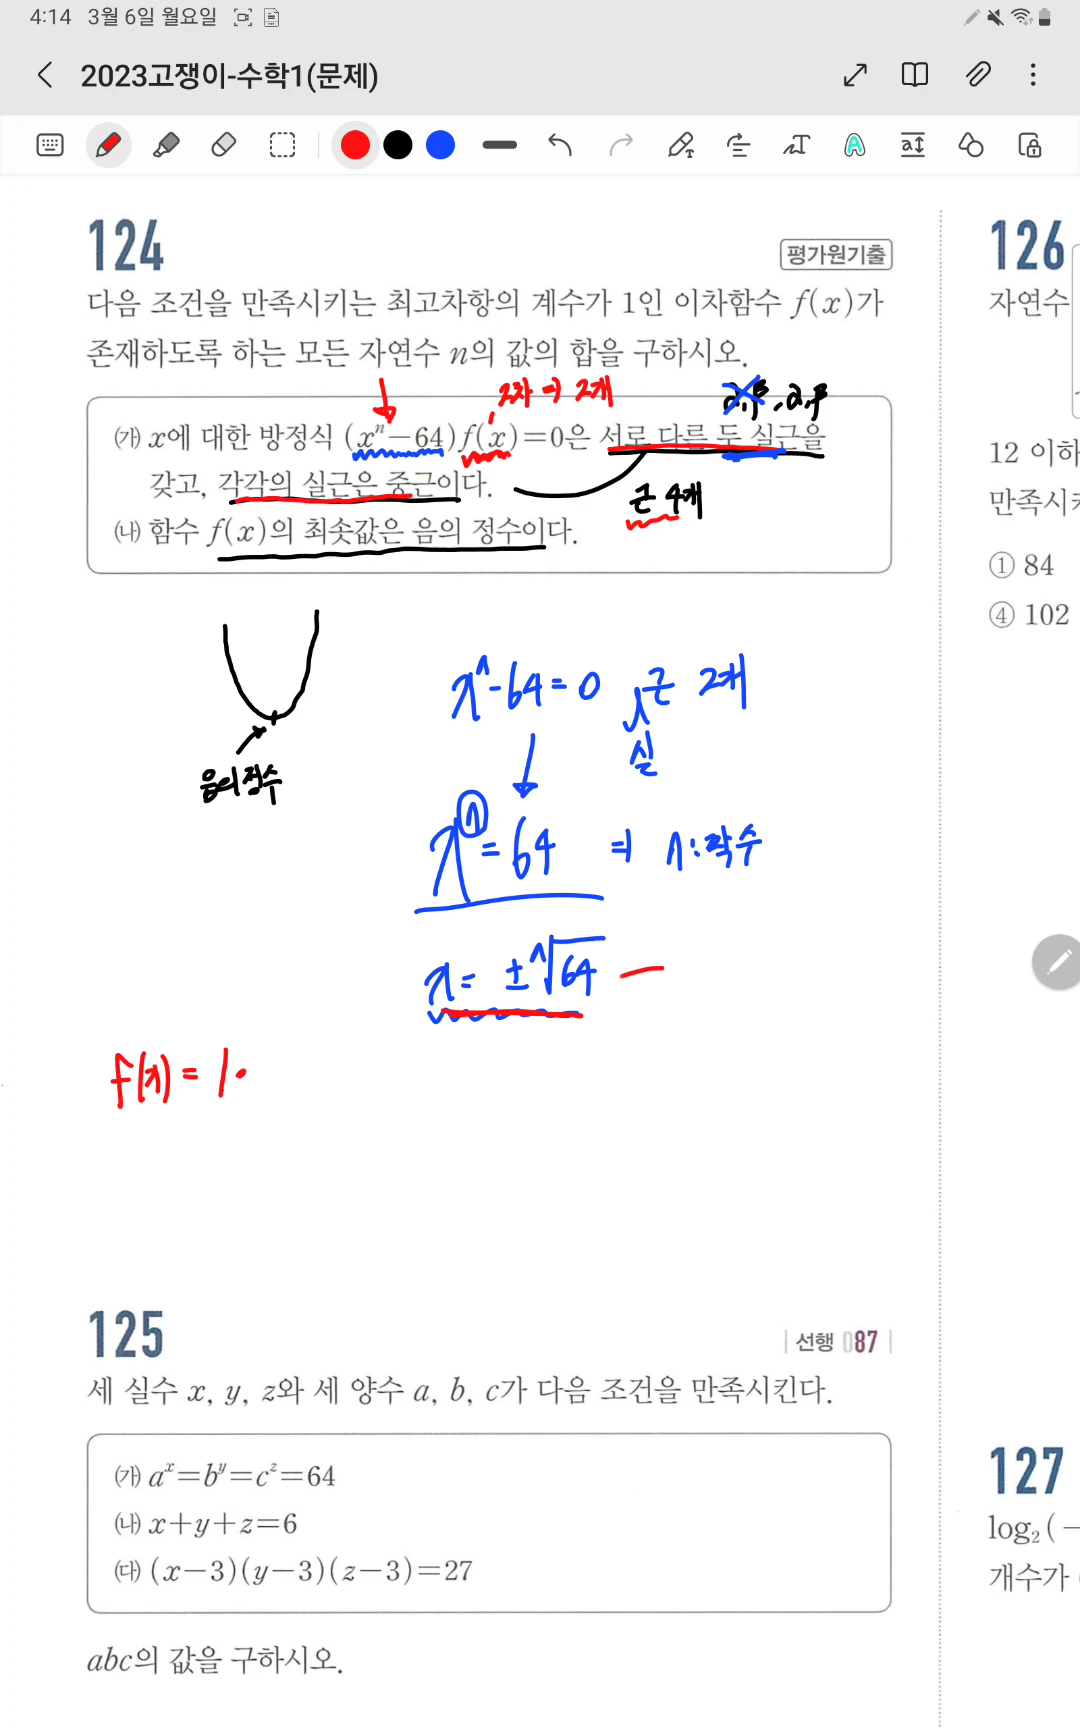 4:14 3월 6일 월요일
2023고쟁이-수학1(문제)
124
평가원기출
다음 조건을 만족시키는 최고차항의 계수가 1인 이차함수 f(x)가
존재하도록 하는 모든 자연수 n의 값의 합을 구하시오.
2차 ⇒ 2개
α,β, α,β
㈎ x에 대한 방정식 (xⁿ-64)f(x)=0은 서로 다른 두 실근을
갖고, 각각의 실근은 중근이다.
근 4개
㈏ 함수 f(x)의 최솟값은 음의 정수이다.
xⁿ-64=0 근 2개
실
음의 정수
xⁿ=64 ⇒ n:짝수
x=±ⁿ√64
f(x)=1·
125
선행 087
세 실수 x, y, z와 세 양수 a, b, c가 다음 조건을 만족시킨다.
㈎ aˣ=bʸ=cᶻ=64
㈏ x+y+z=6
㈐ (x-3)(y-3)(z-3)=27
abc의 값을 구하시오.
126
자연수
12 이하
만족시키
① 84
④ 102
127
log₂(-
개수가